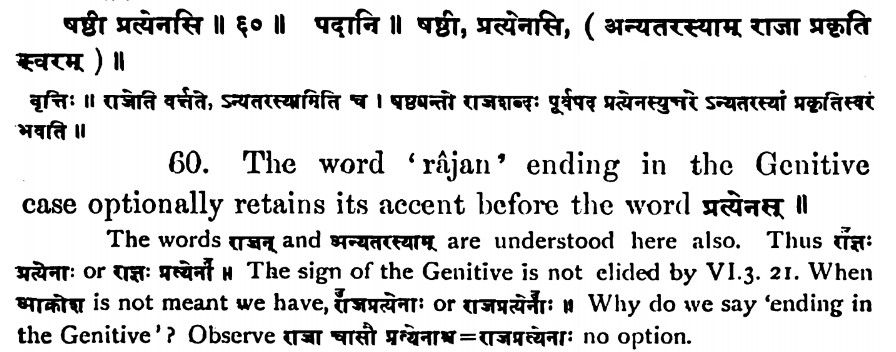 षष्ठी प्रत्येनसि ॥ ६० ॥ पदानि ॥ षष्ठी, प्रत्येनसि, ( अन्यतरस्याम् राजा प्रकृति
स्वरम् ) ॥
वृत्तिः ॥ राजेति वर्त्तते, ऽन्यतरस्यामिति च । षष्ठ्यन्तो राजशब्दः पूर्वपद प्रत्येनस्युत्तरे ऽन्यतरस्यां प्रकृतिस्वरं
भवति ॥
60. The word ‘râjan’ ending in the Genitive
case optionally retains its accent before the word प्रत्येनस् ॥
The words राजन् and अन्यतरस्याम् are understood here also. Thus रा॑ज्ञः
प्रत्येनाः or राज्ञः प्रत्येनाः॑ ॥ The sign of the Genitive is not elided by VI.3. 21. When
आक्रोश is not meant we have, रा॑जप्रत्येनाः or राजप्रत्येनाः॑ ॥ Why do we say ‘ending in
the Genitive’? Observe राजा चासौ प्रत्येनाश्च=राजप्रत्येनाः no option.